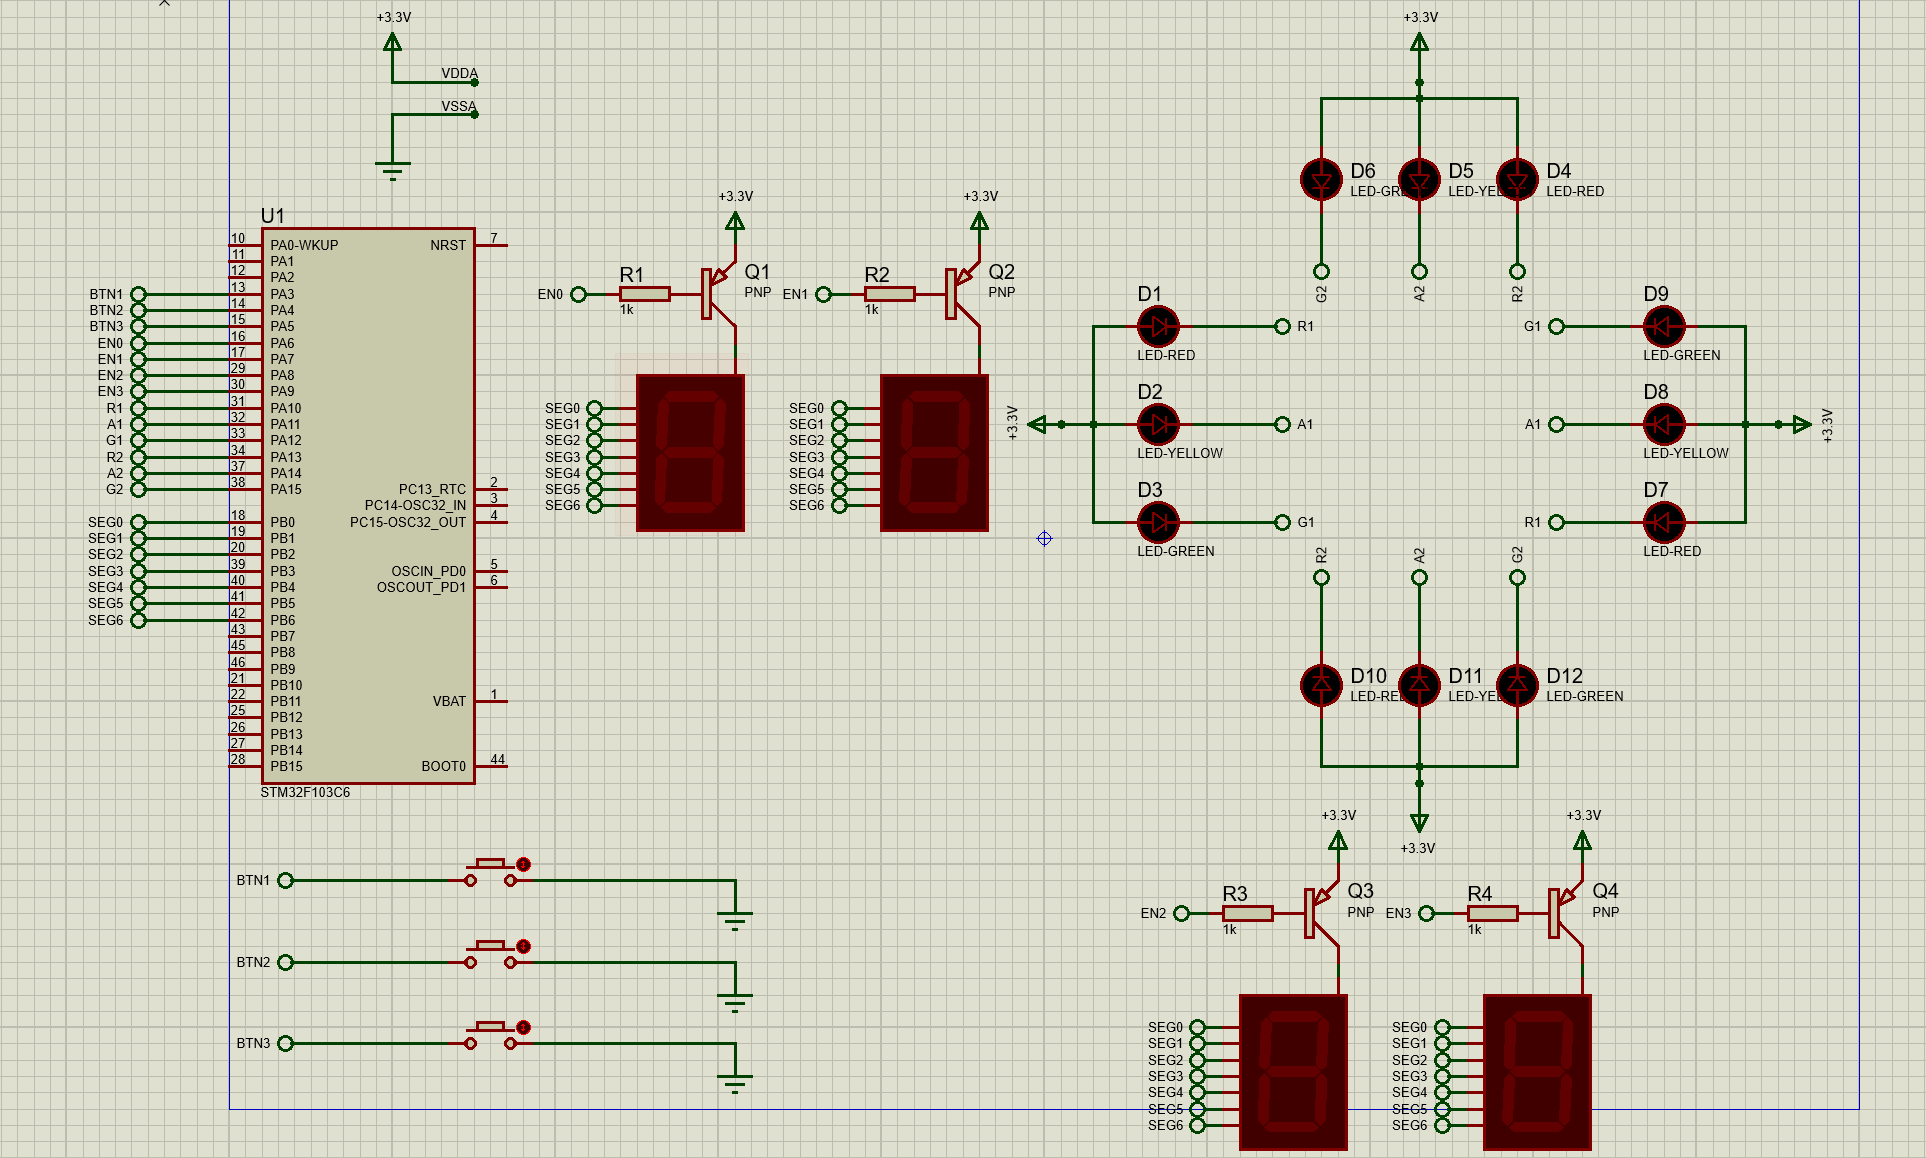 +3.3V
VDDA
VSSA
U1
10 PA0-WKUP NRST 7
11 PA1
12 PA2
BTN1 13 PA3
BTN2 14 PA4
BTN3 15 PA5
EN0 16 PA6
EN1 17 PA7
EN2 29 PA8
EN3 30 PA9
R1 31 PA10
A1 32 PA11
G1 33 PA12
R2 34 PA13
A2 37 PA14
G2 38 PA15
PC13_RTC 2
PC14-OSC32_IN 3
PC15-OSC32_OUT 4
SEG0 18 PB0
SEG1 19 PB1
SEG2 20 PB2
SEG3 39 PB3
SEG4 40 PB4
SEG5 41 PB5
SEG6 42 PB6
43 PB7
45 PB8
46 PB9
21 PB10
22 PB11
25 PB12
26 PB13
27 PB14
28 PB15
OSCIN_PD0 5
OSCOUT_PD1 6
VBAT 1
BOOT0 44
STM32F103C6
+3.3V
EN0
R1
1k
Q1
PNP
SEG0
SEG1
SEG2
SEG3
SEG4
SEG5
SEG6
+3.3V
EN1
R2
1k
Q2
PNP
SEG0
SEG1
SEG2
SEG3
SEG4
SEG5
SEG6
+3.3V
D6
LED-GRE
D5
LED-YEL
D4
LED-RED
G2
A2
R2
+3.3V
D1
LED-RED
R1
D2
LED-YELLOW
A1
D3
LED-GREEN
G1
G1
D9
LED-GREEN
A1
D8
LED-YELLOW
R1
D7
LED-RED
+3.3V
R2
A2
G2
D10
LED-RED
D11
LED-YEL
D12
LED-GREEN
+3.3V
BTN1
BTN2
BTN3
+3.3V
EN2
R3
1k
Q3
PNP
SEG0
SEG1
SEG2
SEG3
SEG4
SEG5
SEG6
+3.3V
EN3
R4
1k
Q4
PNP
SEG0
SEG1
SEG2
SEG3
SEG4
SEG5
SEG6